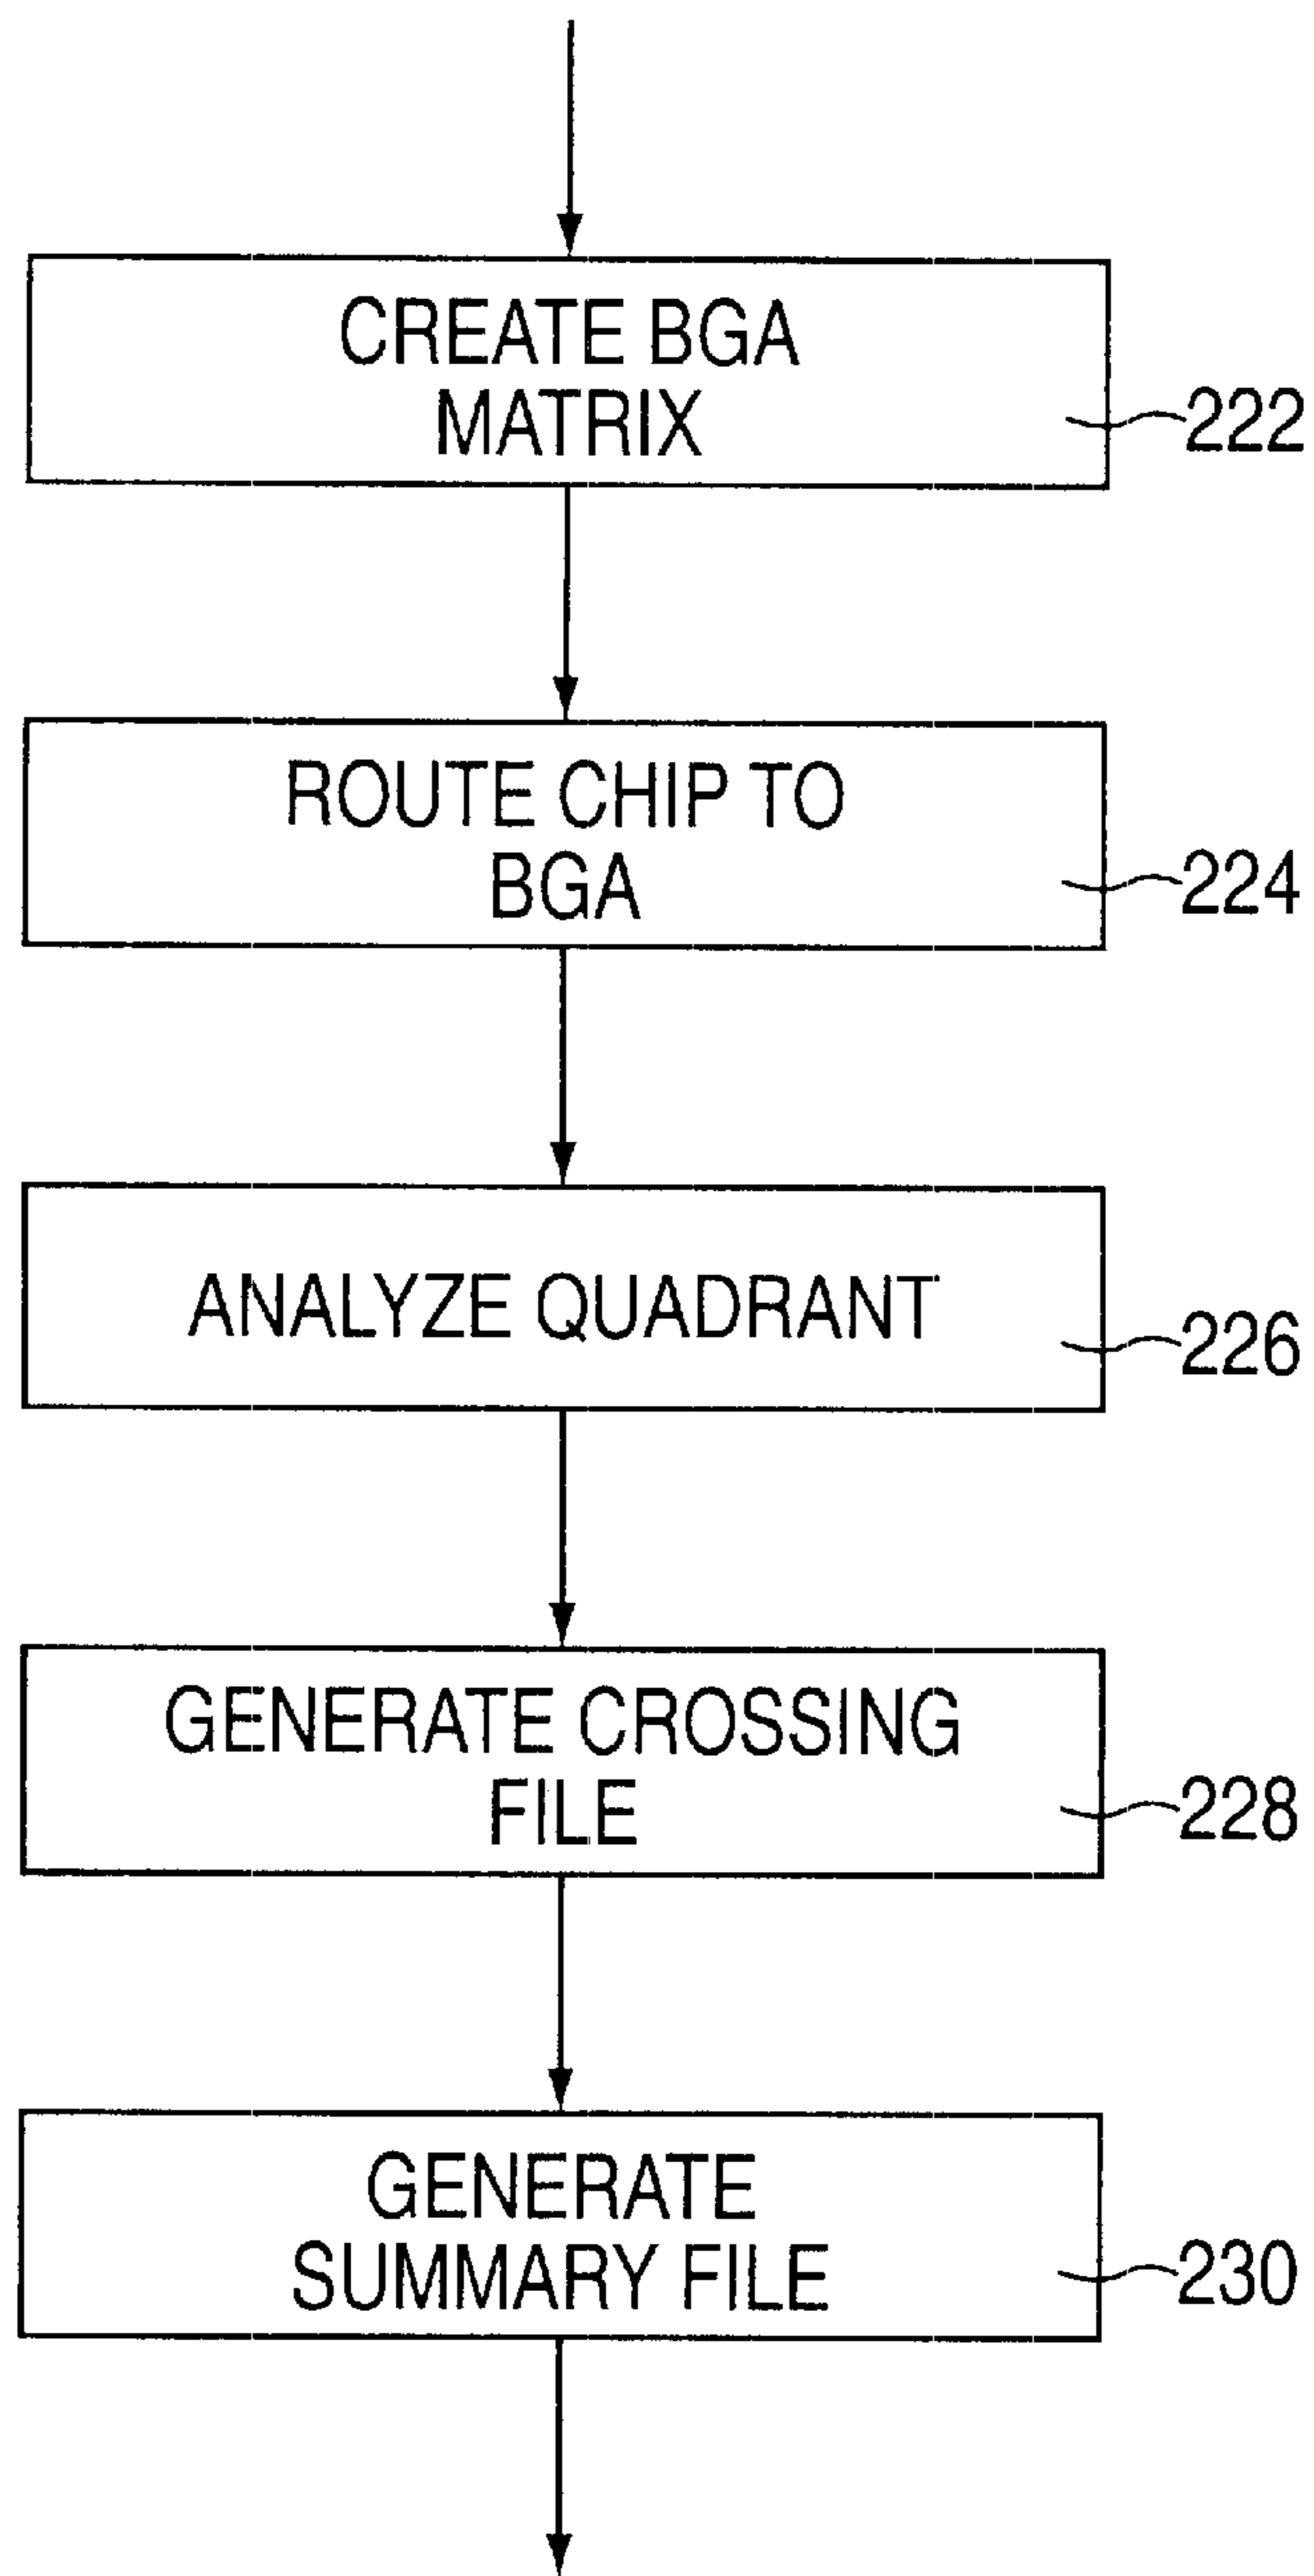 CREATE BGA
MATRIX
222
ROUTE CHIP TO
BGA
224
ANALYZE QUADRANT
226
GENERATE CROSSING
FILE
228
GENERATE
SUMMARY FILE
230